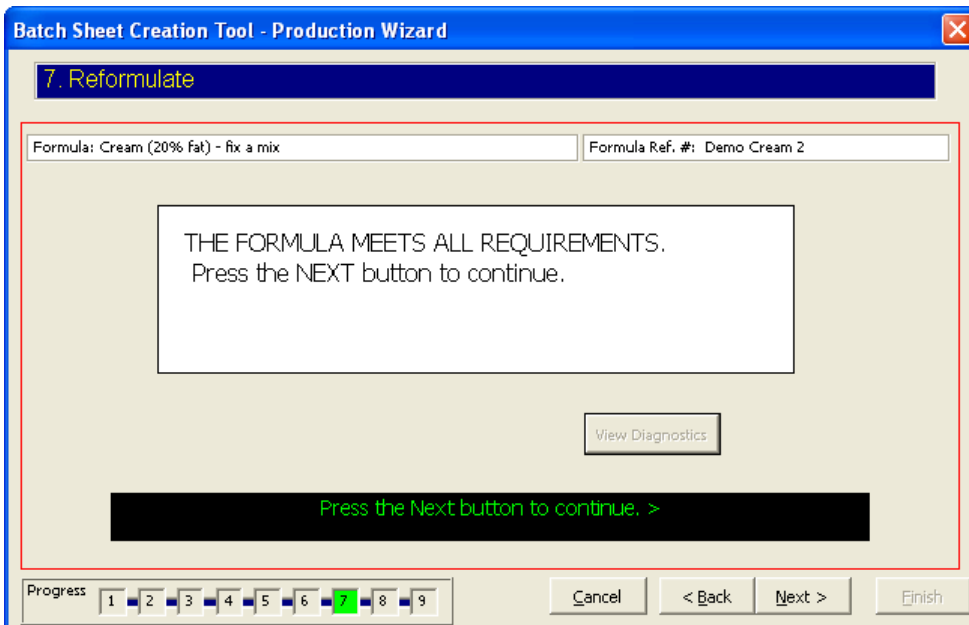 Batch Sheet Creation Tool - Production Wizard
7. Reformulate
Formula: Cream (20% fat) - fix a mix
Formula Ref. #: Demo Cream 2
THE FORMULA MEETS ALL REQUIREMENTS.
Press the NEXT button to continue.
View Diagnostics
Press the Next button to continue. >
Progress 1 2 3 4 5 6 7 8 9
Cancel < Back Next > Finish